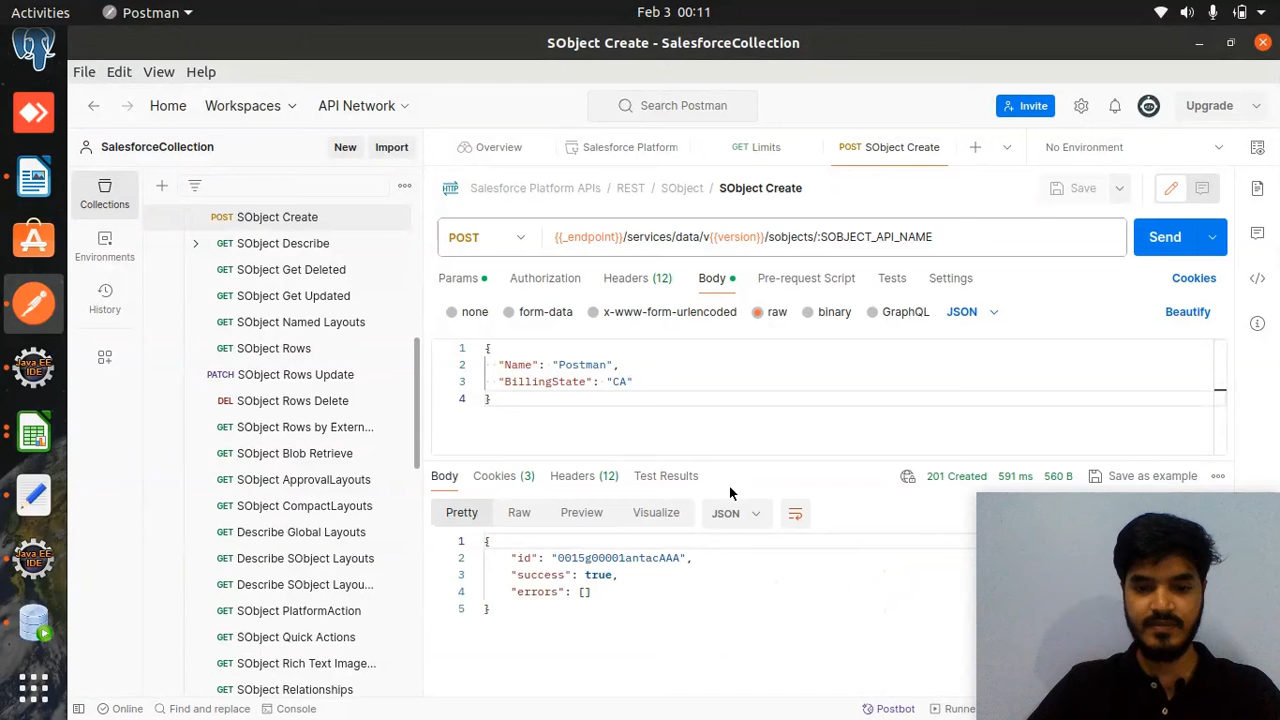 Activities
Postman
Feb 3 00:11
SObject Create - SalesforceCollection
File Edit View Help
Home Workspaces API Network
Search Postman
Invite
Upgrade
SalesforceCollection
New Import
Overview
Salesforce Platform
GET Limits
POST SObject Create
No Environment
Collections
Environments
History
POST SObject Create
GET SObject Describe
GET SObject Get Deleted
GET SObject Get Updated
GET SObject Named Layouts
GET SObject Rows
PATCH SObject Rows Update
DEL SObject Rows Delete
GET SObject Rows by Extern...
GET SObject Blob Retrieve
GET SObject ApprovalLayouts
GET SObject CompactLayouts
GET Describe Global Layouts
GET Describe SObject Layouts
GET Describe SObject Layou...
GET SObject PlatformAction
GET SObject Quick Actions
GET SObject Rich Text Image...
GET SObject Relationships
HTTP Salesforce Platform APIs / REST / SObject / SObject Create
Save
POST {{_endpoint}}/services/data/v{{version}}/sobjects/:SOBJECT_API_NAME
Send
Params Authorization Headers (12) Body Pre-request Script Tests Settings
Cookies
none form-data x-www-form-urlencoded raw binary GraphQL JSON
Beautify
1 {
2 "Name": "Postman",
3 "BillingState": "CA"
4 }
Body Cookies (3) Headers (12) Test Results
201 Created 591 ms 560 B Save as example
Pretty Raw Preview Visualize JSON
1 {
2 "id": "0015g00001antacAAA",
3 "success": true,
4 "errors": []
5 }
Online Find and replace Console
Postbot
Java EE
IDE
Java EE
IDE